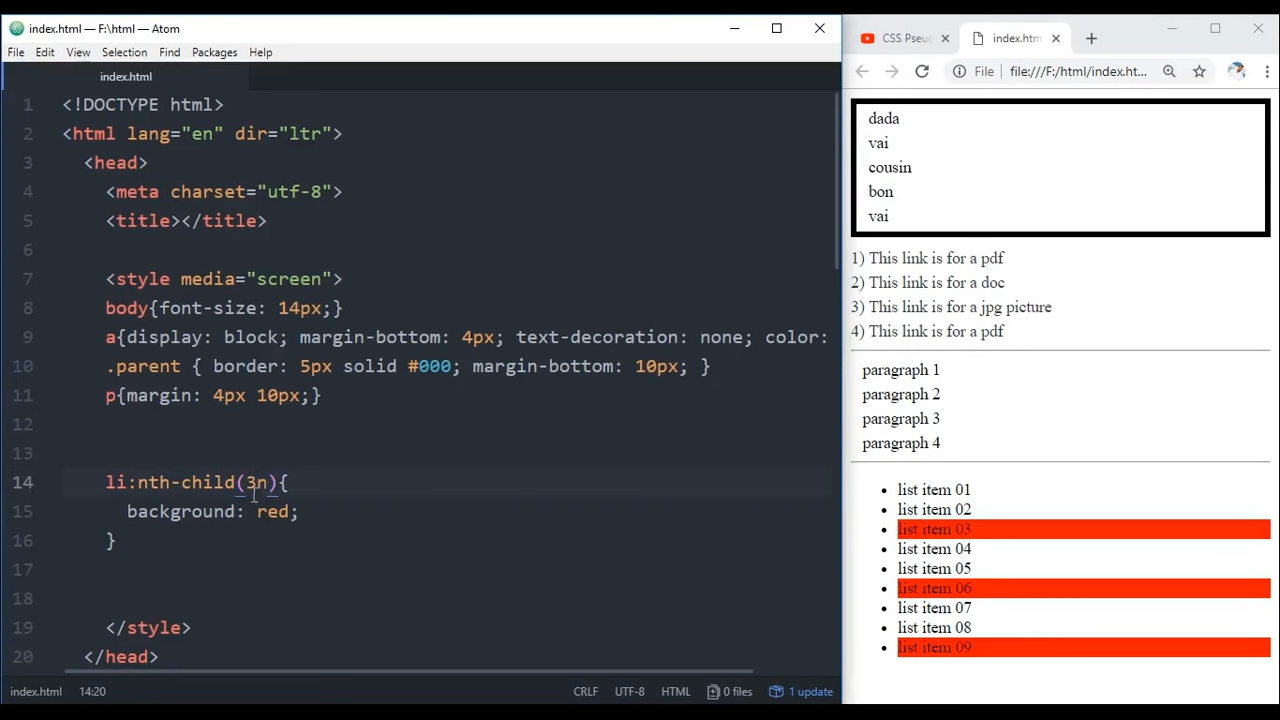 index.html — F:\html — Atom
File Edit View Selection Find Packages Help
index.html
1 <!DOCTYPE html>
2 <html lang="en" dir="ltr">
3 <head>
4 <meta charset="utf-8">
5 <title></title>
6
7 <style media="screen">
8 body{font-size: 14px;}
9 a{display: block; margin-bottom: 4px; text-decoration: none; color:
10 .parent { border: 5px solid #000; margin-bottom: 10px; }
11 p{margin: 4px 10px;}
12
13
14 li:nth-child(3n){
15 background: red;
16 }
17
18
19 </style>
20 </head>
index.html 14:20 CRLF UTF-8 HTML 0 files 1 update
CSS Pseu index.htm
File file:///F:/html/index.ht...
dada
vai
cousin
bon
vai
1) This link is for a pdf
2) This link is for a doc
3) This link is for a jpg picture
4) This link is for a pdf
paragraph 1
paragraph 2
paragraph 3
paragraph 4
• list item 01
• list item 02
• list item 03
• list item 04
• list item 05
• list item 06
• list item 07
• list item 08
• list item 09